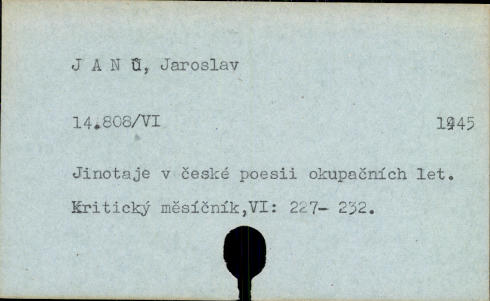 J A N Ů, Jaroslav
14.808/VI 1945
Jinotaje v české poesii okupačních let.
Kritický měsíčník,VI: 227- 232.